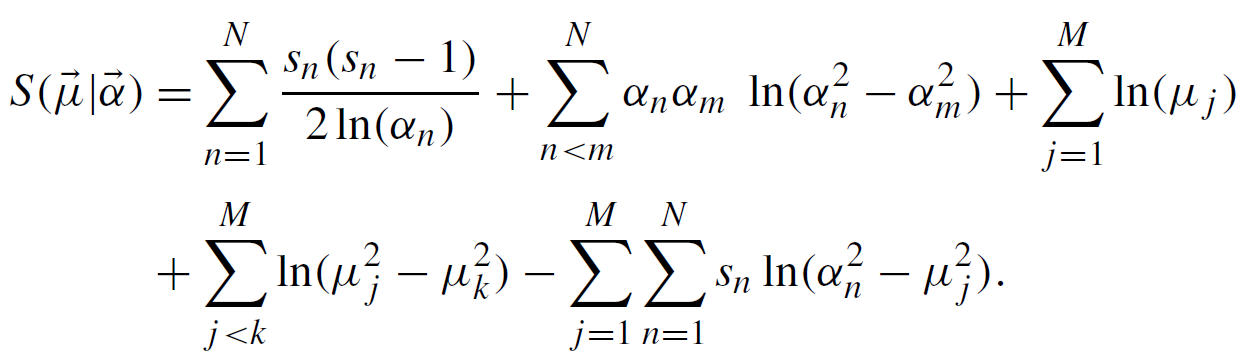 $S(\vec{\mu}|\vec{\alpha}) = \sum_{n=1}^{N} \frac{s_n(s_n - 1)}{2\ln(\alpha_n)} + \sum_{n<m}^{N} \alpha_n \alpha_m \ln(\alpha_n^2 - \alpha_m^2) + \sum_{j=1}^{M} \ln(\mu_j)$
$+ \sum_{j<k}^{M} \ln(\mu_j^2 - \mu_k^2) - \sum_{j=1}^{M} \sum_{n=1}^{N} s_n \ln(\alpha_n^2 - \mu_j^2).$